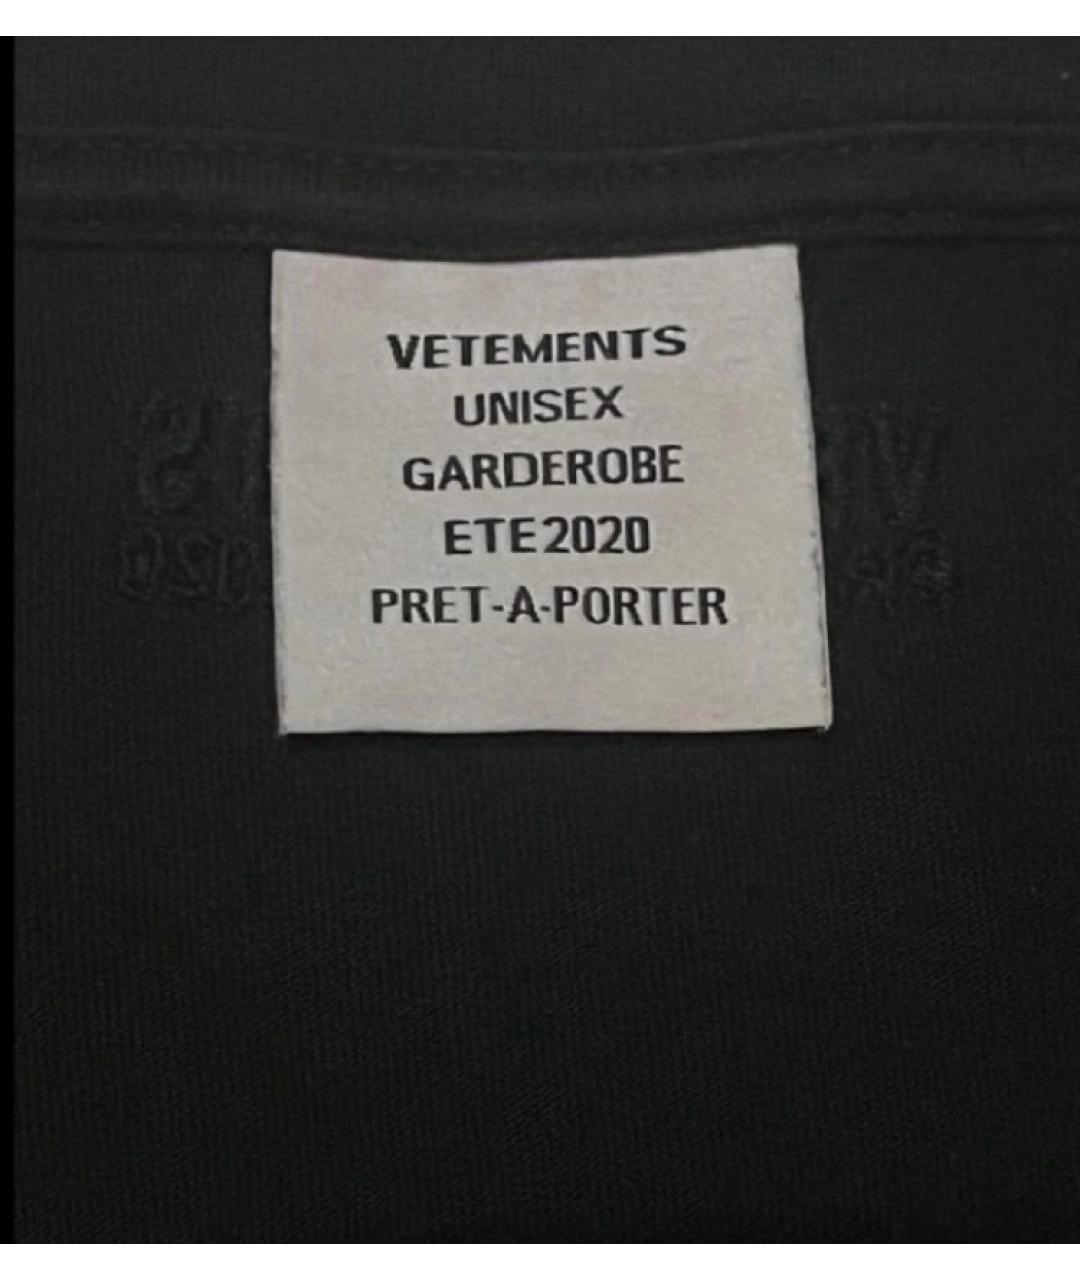 VETEMENTS
UNISEX
GARDEROBE
ETE2020
PRET-A-PORTER